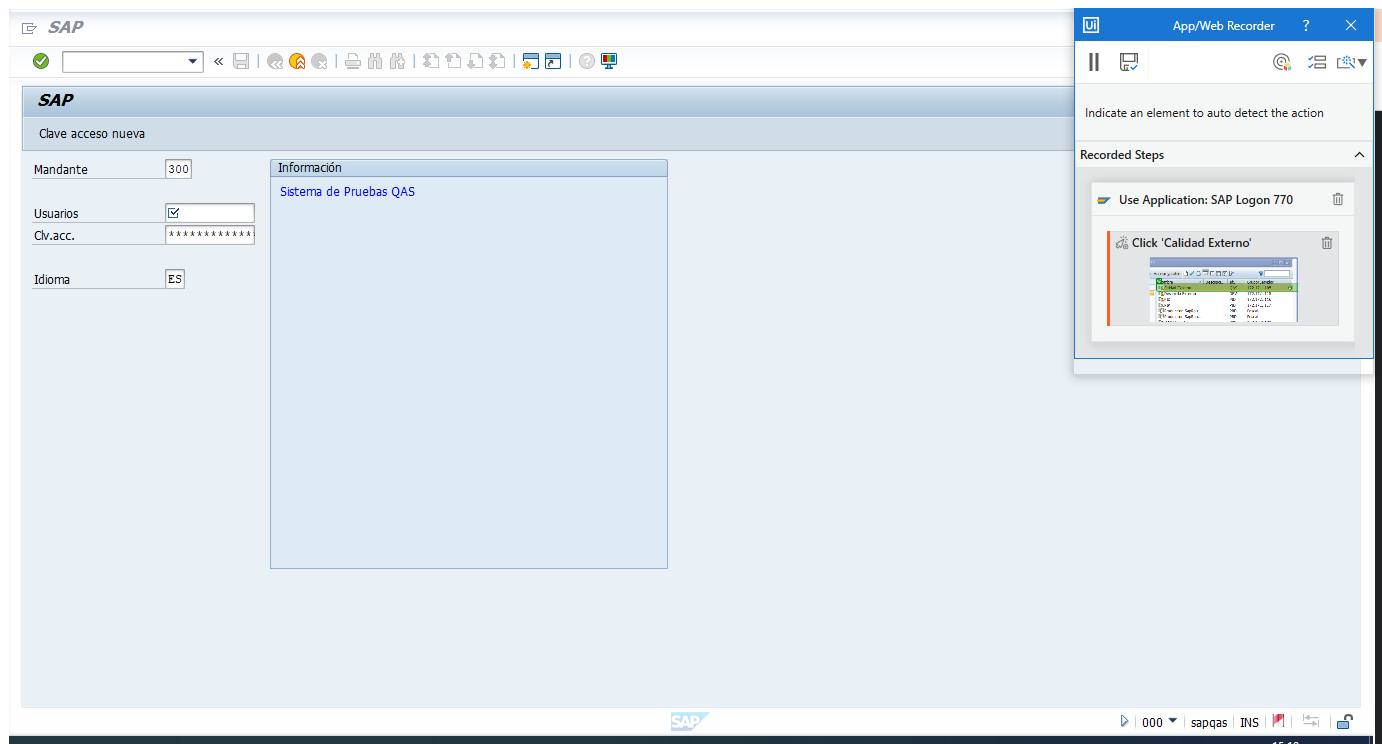 SAP
App/Web Recorder
?
SAP
Clave acceso nueva
Indicate an element to auto detect the action
Mandante 300
Información
Sistema de Pruebas QAS
Usuarios
Clv.acc. *************
Idioma ES
Recorded Steps
Use Application: SAP Logon 770
Click 'Calidad Externo'
SAP
000
sapqas
INS